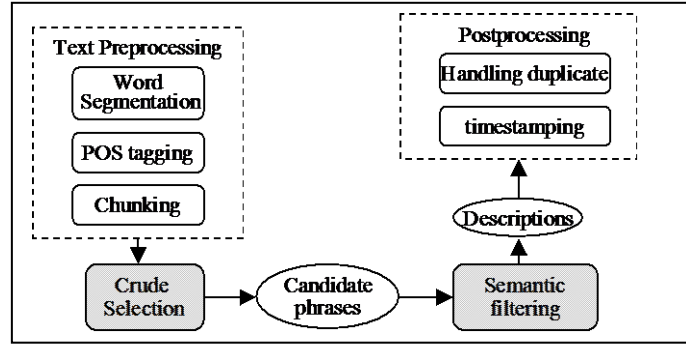 Text Preprocessing
Word
Segmentation
POS tagging
Chunking
Crude
Selection
Candidate
phrases
Semantic
filtering
Descriptions
Postprocessing
Handling duplicate
timestamping